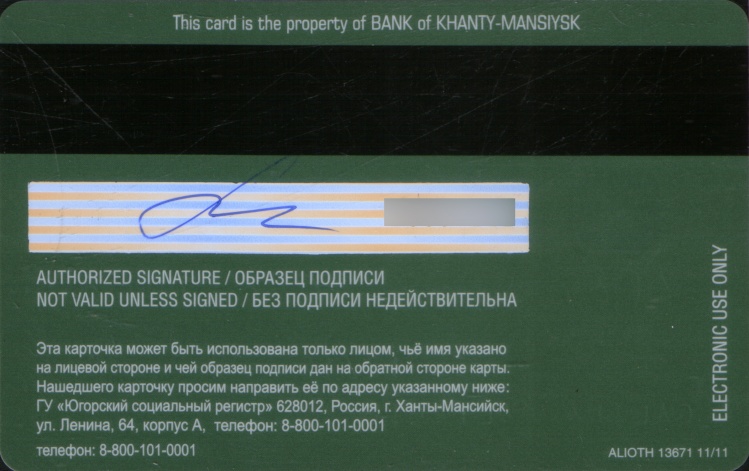 This card is the property of BANK of KHANTY-MANSIYSK
AUTHORIZED SIGNATURE / ОБРАЗЕЦ ПОДПИСИ
NOT VALID UNLESS SIGNED / БЕЗ ПОДПИСИ НЕДЕЙСТВИТЕЛЬНА
ELECTRONIC USE ONLY
Эта карточка может быть использована только лицом, чьё имя указано
на лицевой стороне и чей образец подписи дан на обратной стороне карты.
Нашедшего карточку просим направить её по адресу указанному ниже:
ГУ «Югорский социальный регистр» 628012, Россия, г. Ханты-Мансийск,
ул. Ленина, 64, корпус А, телефон: 8-800-101-0001
телефон: 8-800-101-0001
ALIOTH 13671 11/11